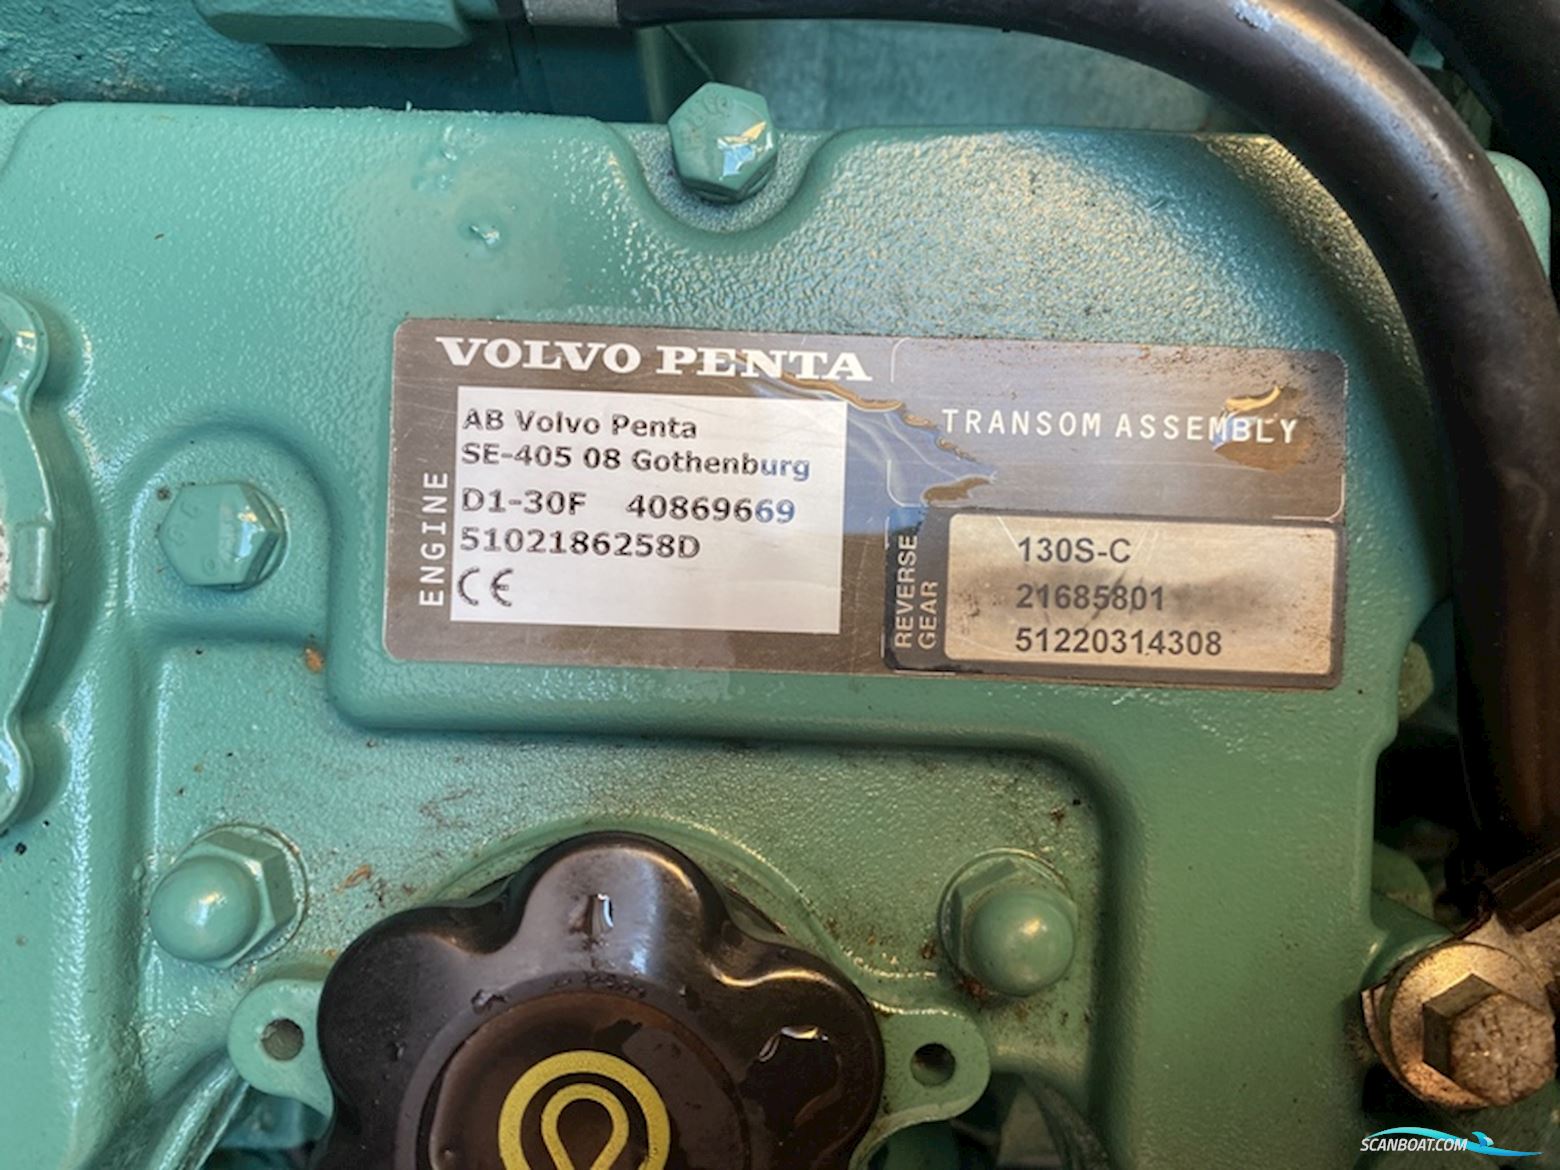 VOLVO PENTA
AB Volvo Penta
SE-405 08 Gothenburg
D1-30F 40869669
5102186258D
CE
ENGINE
TRANSOM ASSEMBLY
REVERSE
GEAR
130S-C
21685801
51220314308
SCANBOAT.COM